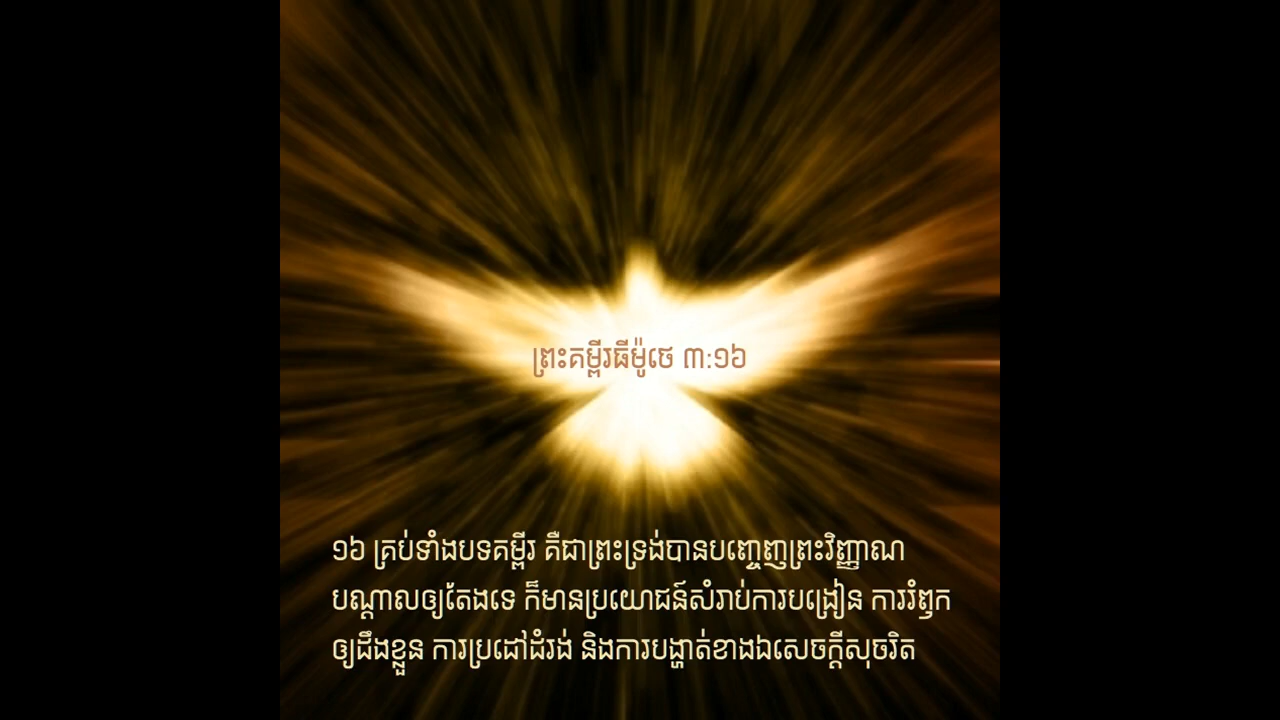 ព្រះគម្ពីរធីម៉ូថេ ៣:១៦
១៦ គ្រប់ទាំងបទគម្ពីរ គឺជាព្រះទ្រង់បានបញ្ចេញព្រះវិញ្ញាណ
បណ្តាលឲ្យតែងទេ ក៏មានប្រយោជន៍សំរាប់ការបង្រៀន ការរំឭក
ឲ្យដឹងខ្លួន ការប្រដៅដំរង់ និងការបង្ហាត់ខាងឯសេចក្តីសុចរិត